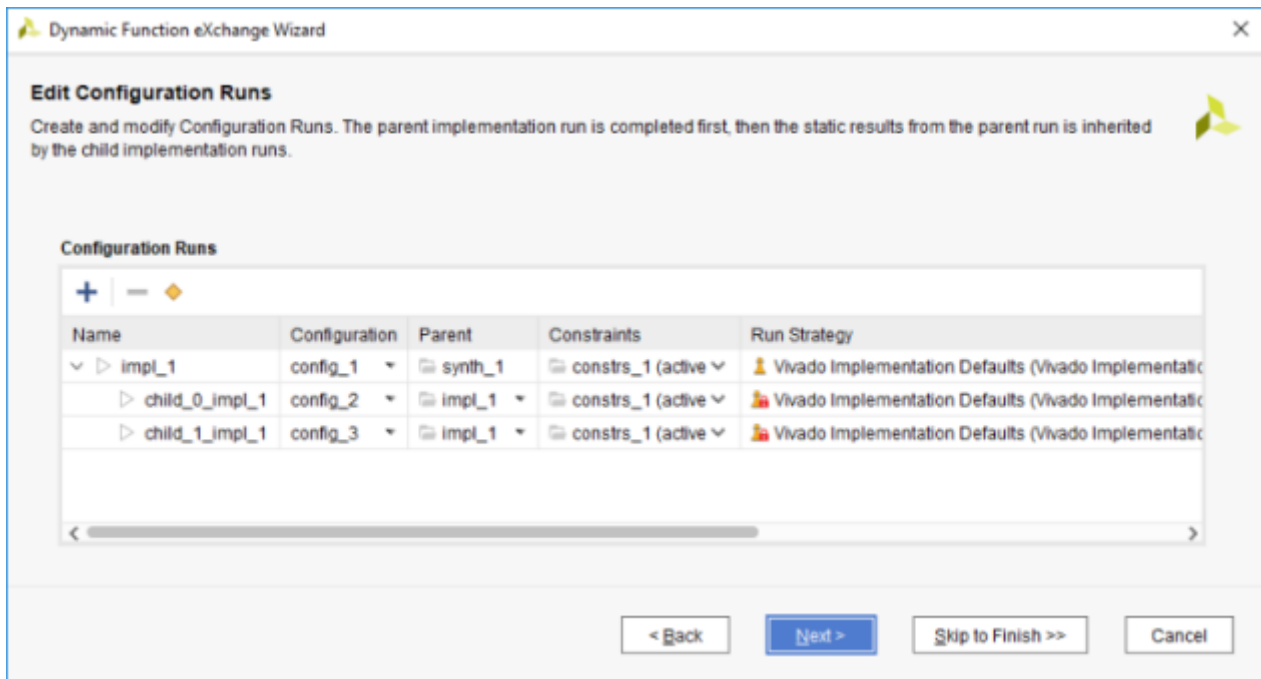 Dynamic Function eXchange Wizard
Edit Configuration Runs
Create and modify Configuration Runs. The parent implementation run is completed first, then the static results from the parent run is inherited
by the child implementation runs.
Configuration Runs
Name Configuration Parent Constraints Run Strategy
impl_1 config_1 synth_1 constrs_1 (active Vivado Implementation Defaults (Vivado Implementatic
child_0_impl_1 config_2 impl_1 constrs_1 (active Vivado Implementation Defaults (Vivado Implementatic
child_1_impl_1 config_3 impl_1 constrs_1 (active Vivado Implementation Defaults (Vivado Implementatic
< Back Next > Skip to Finish >> Cancel